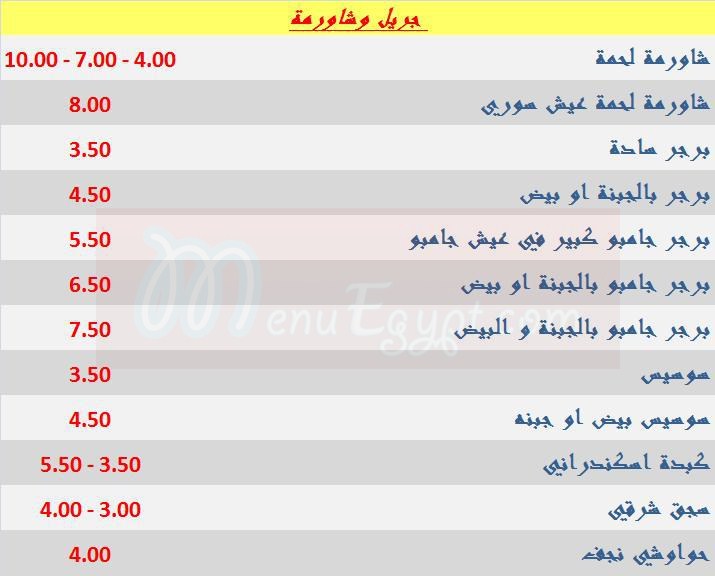 جريل وشاورمة
شاورمة لحمة 4.00 - 7.00 - 10.00
شاورمة لحمة عيش سوري 8.00
برجر سادة 3.50
برجر بالجبنة او بيض 4.50
برجر جامبو كبير في عيش جامبو 5.50
برجر جامبو بالجبنة او بيض 6.50
برجر جامبو بالجبنة و البيض 7.50
سوسيس 3.50
سوسيس بيض او جبنه 4.50
كبدة اسكندراني 3.50 - 5.50
سجق شرقي 3.00 - 4.00
حواوشي نجف 4.00
MenuEgypt.com